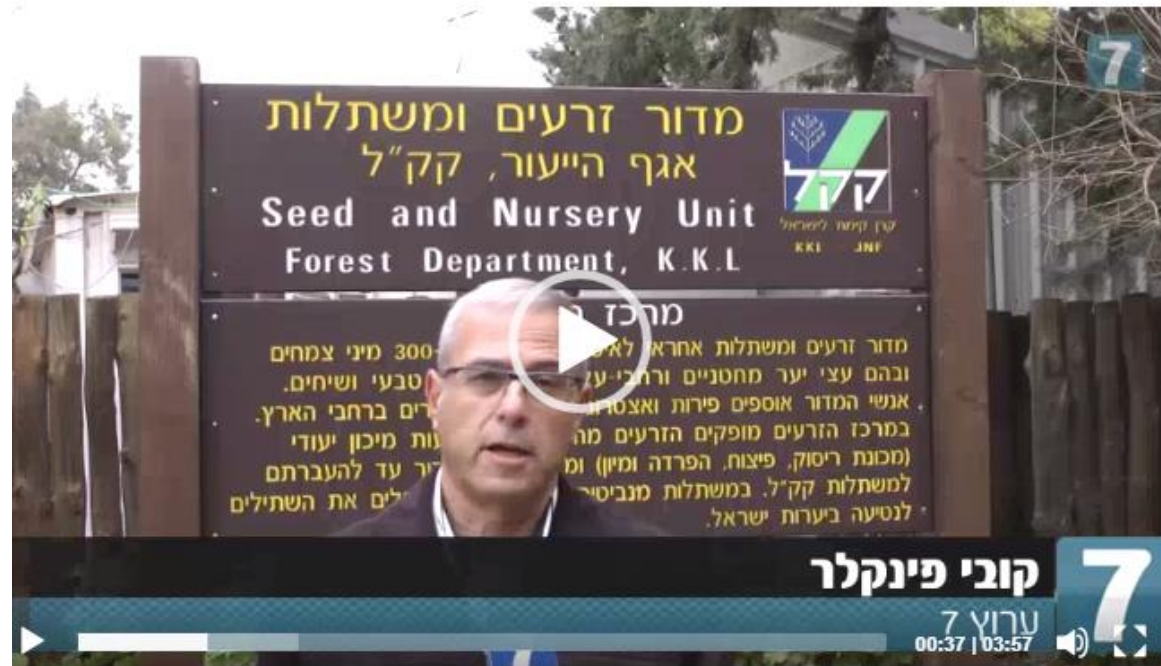 7
מדור זרעים ומשתלות
אגף הייעור, קק״ל
Seed and Nursery Unit
Forest Department, K.K.L
קקל
קרן קימת לישראל
KKL JNF
מרכז
מדור זרעים ומשתלות אחראי 300- מיני צמחים
ובהם עצי יער מחטניים טבעי ושיחים.
אנשי המדור אוספים פירות ברחבי הארץ.
במרכז הזרעים מופקים הזרעים מיכון יעודי
(מכונת ריסוק, פיצוח, הפרדה ומיון) עד להעברתם
למשתלות קק״ל. במשתלות את השתילים
לנטיעה ביערות ישראל.
קובי פינקלר
ערוץ 7
7
00:37 | 03:57